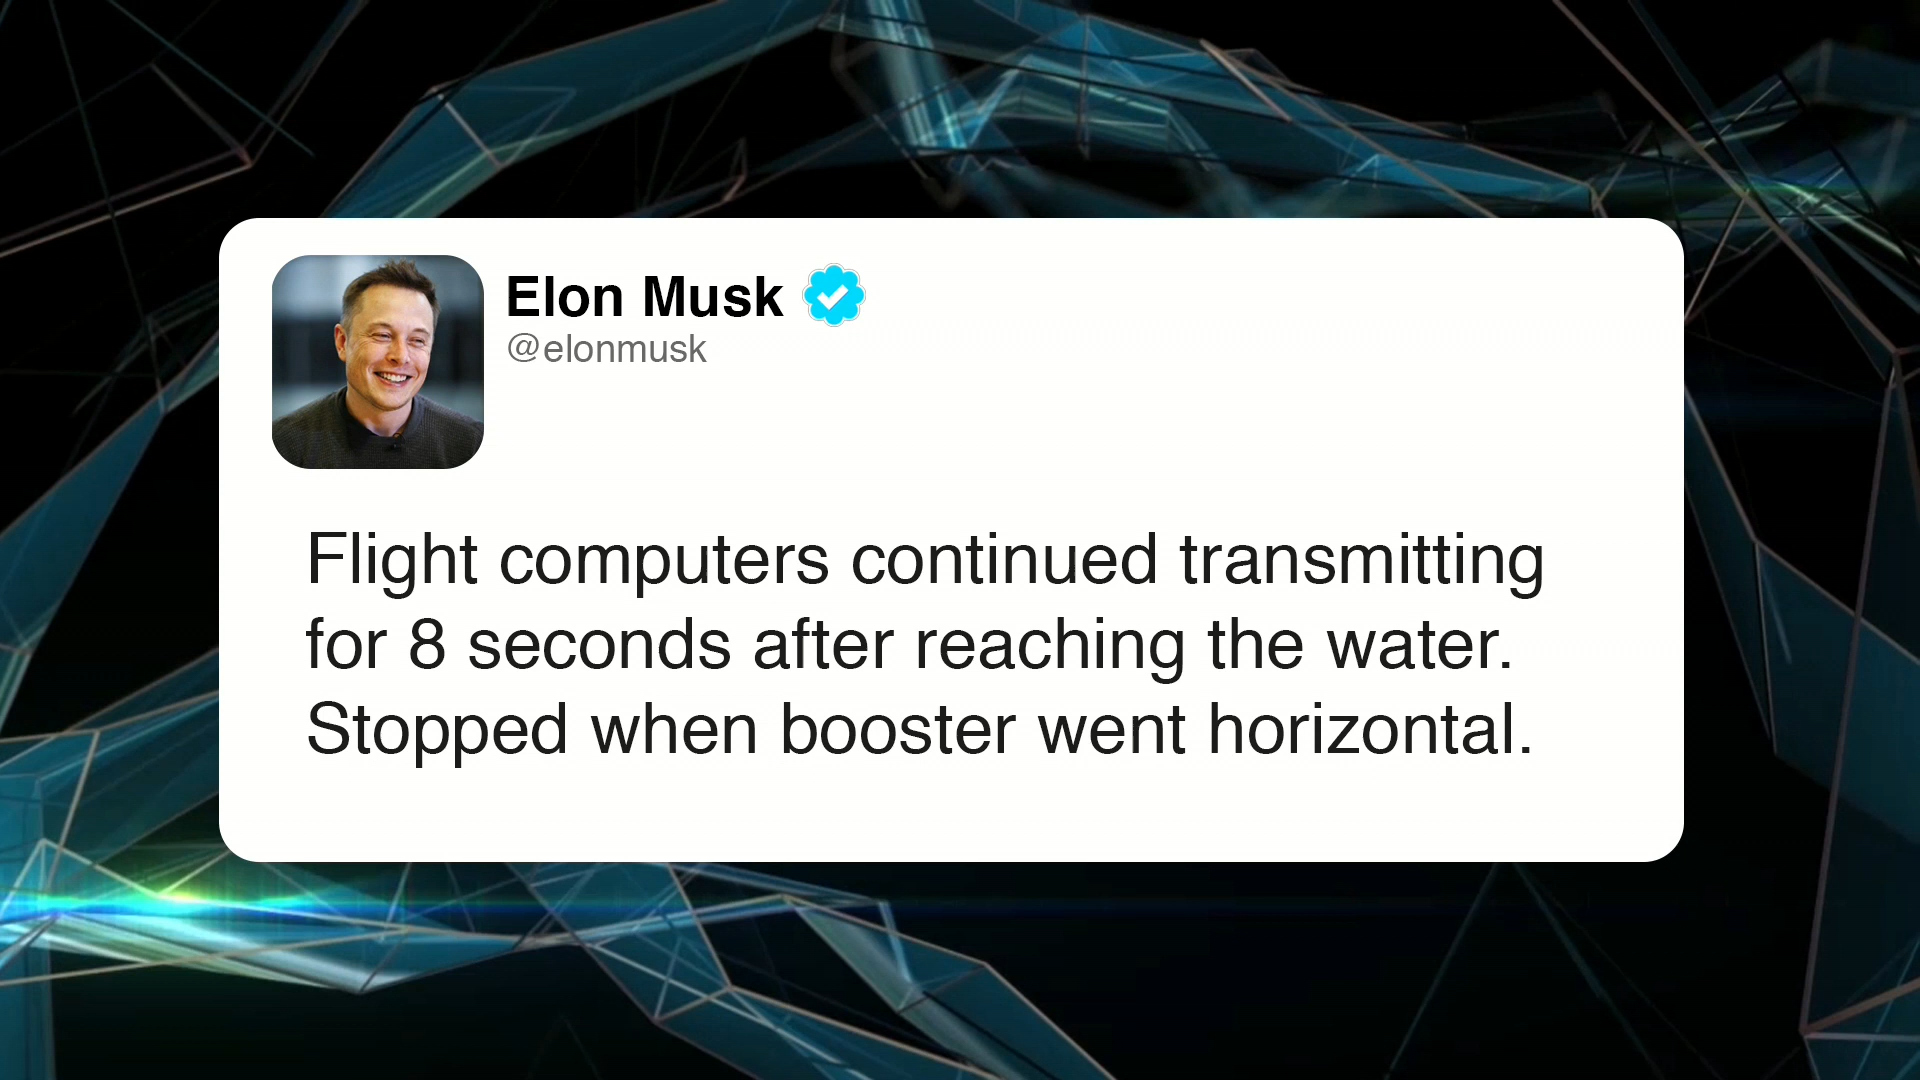 Elon Musk
@elonmusk
Flight computers continued transmitting
for 8 seconds after reaching the water.
Stopped when booster went horizontal.